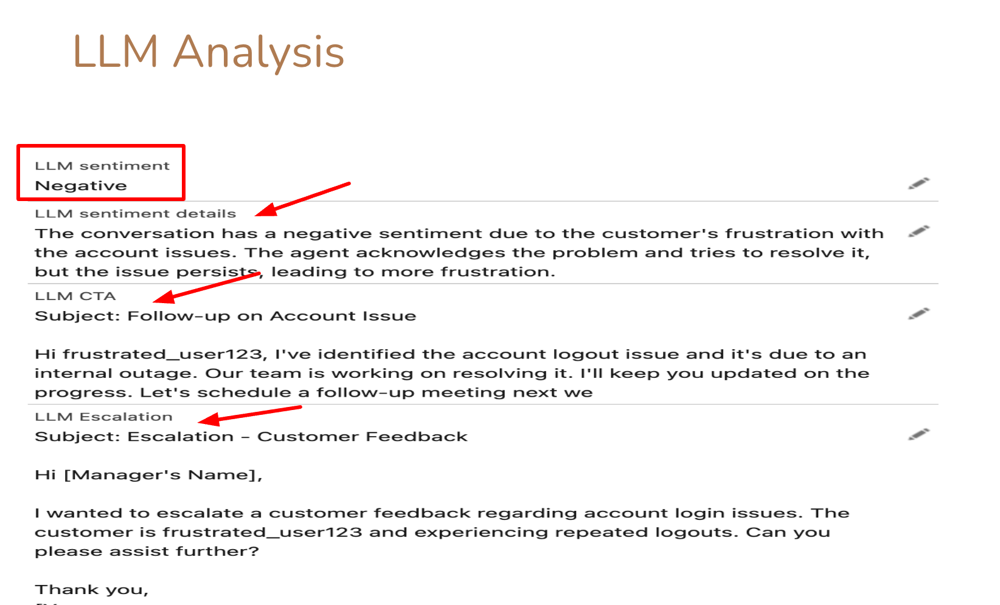 LLM Analysis
LLM sentiment
Negative
LLM sentiment details
The conversation has a negative sentiment due to the customer's frustration with
the account issues. The agent acknowledges the problem and tries to resolve it,
but the issue persists, leading to more frustration.
LLM CTA
Subject: Follow-up on Account Issue
Hi frustrated_user123, I've identified the account logout issue and it's due to an
internal outage. Our team is working on resolving it. I'll keep you updated on the
progress. Let's schedule a follow-up meeting next we
LLM Escalation
Subject: Escalation - Customer Feedback
Hi [Manager's Name],
I wanted to escalate a customer feedback regarding account login issues. The
customer is frustrated_user123 and experiencing repeated logouts. Can you
please assist further?
Thank you,